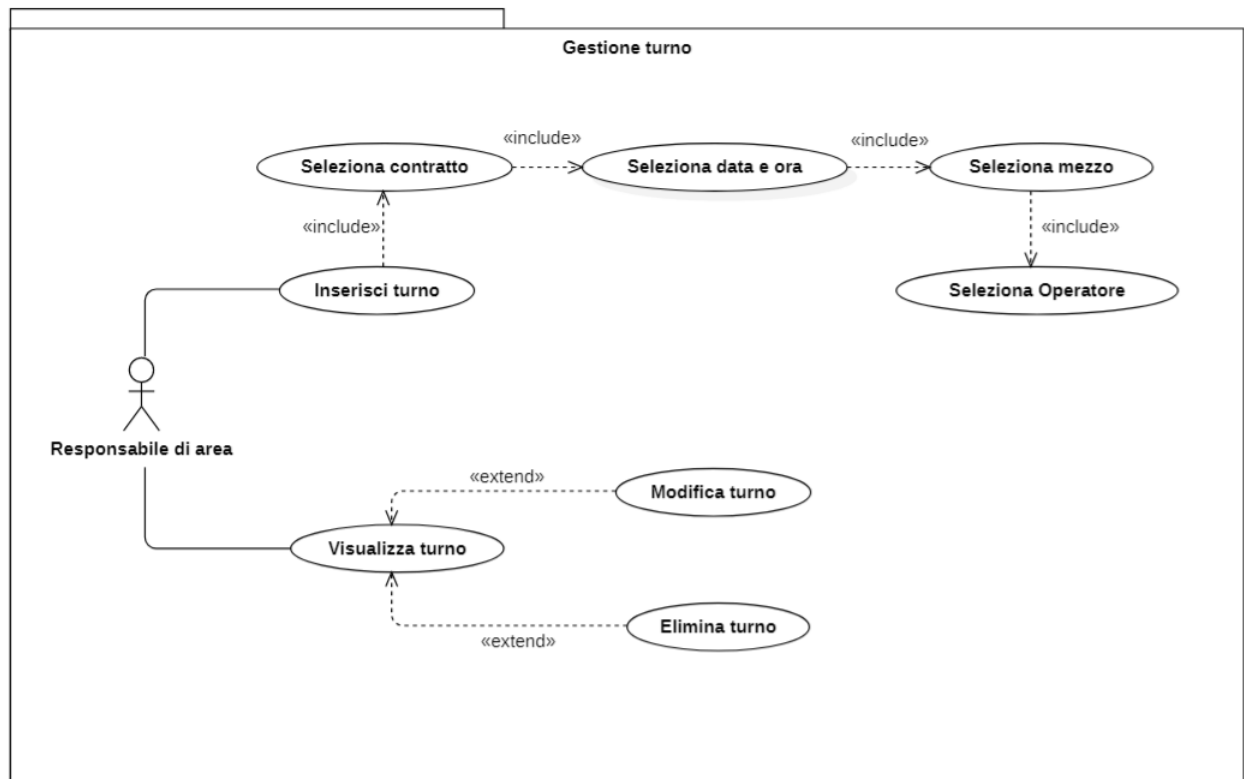 Gestione turno
«include»
«include»
Seleziona contratto
Seleziona data e ora
Seleziona mezzo
«include»
«include»
Inserisci turno
Seleziona Operatore
Responsabile di area
«extend»
Modifica turno
Visualizza turno
Elimina turno
«extend»